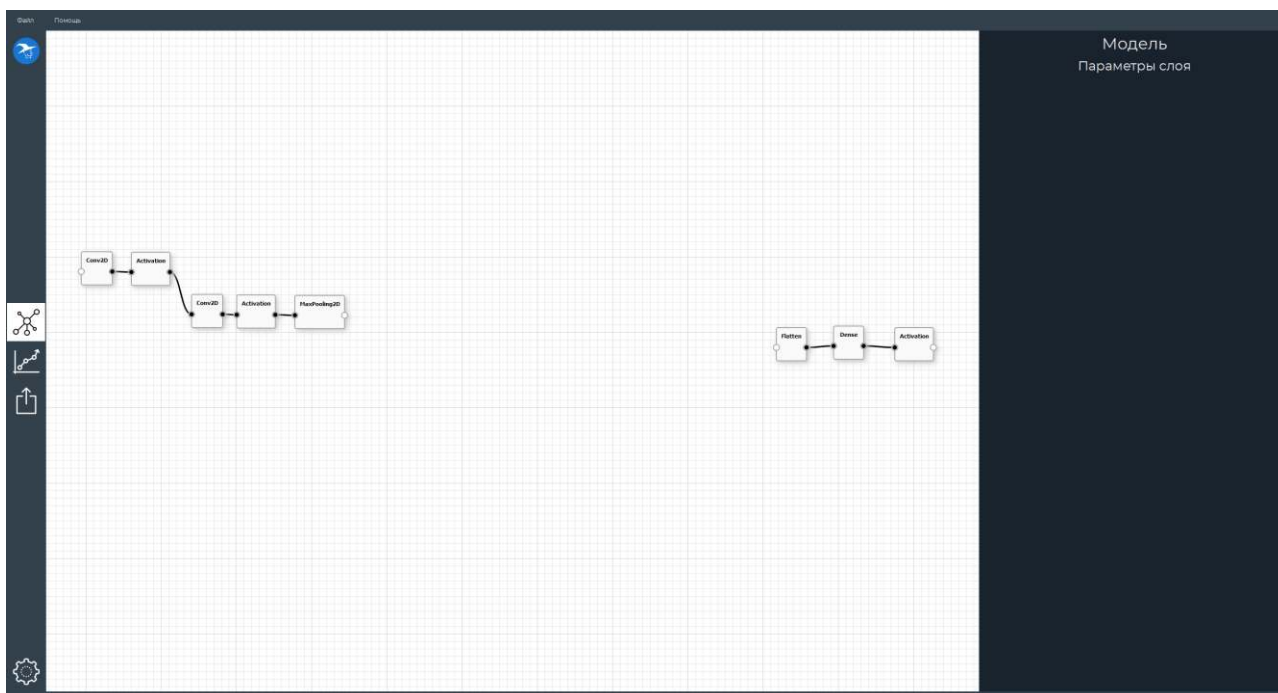 Файл Помощь
Модель
Параметры слоя
Conv2D Activation
Conv2D Activation MaxPooling2D
Flatten Dense Activation